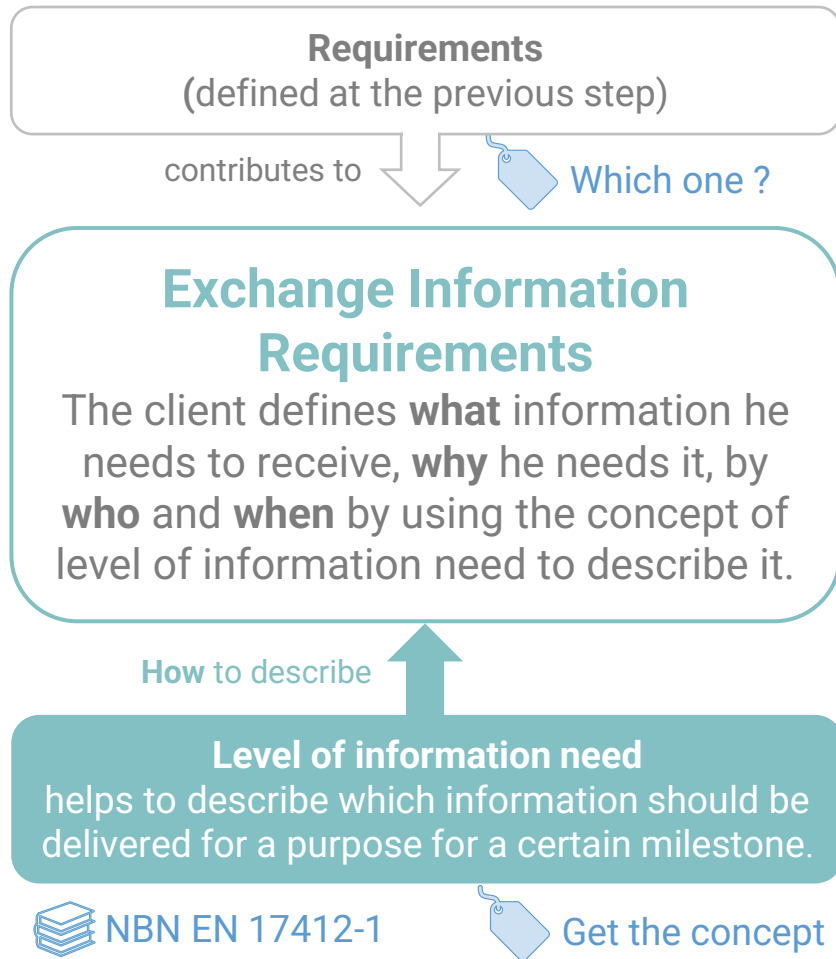 Requirements
(defined at the previous step)
contributes to
Which one ?
Exchange Information
Requirements
The client defines what information he
needs to receive, why he needs it, by
who and when by using the concept of
level of information need to describe it.
How to describe
Level of information need
helps to describe which information should be
delivered for a purpose for a certain milestone.
NBN EN 17412-1
Get the concept